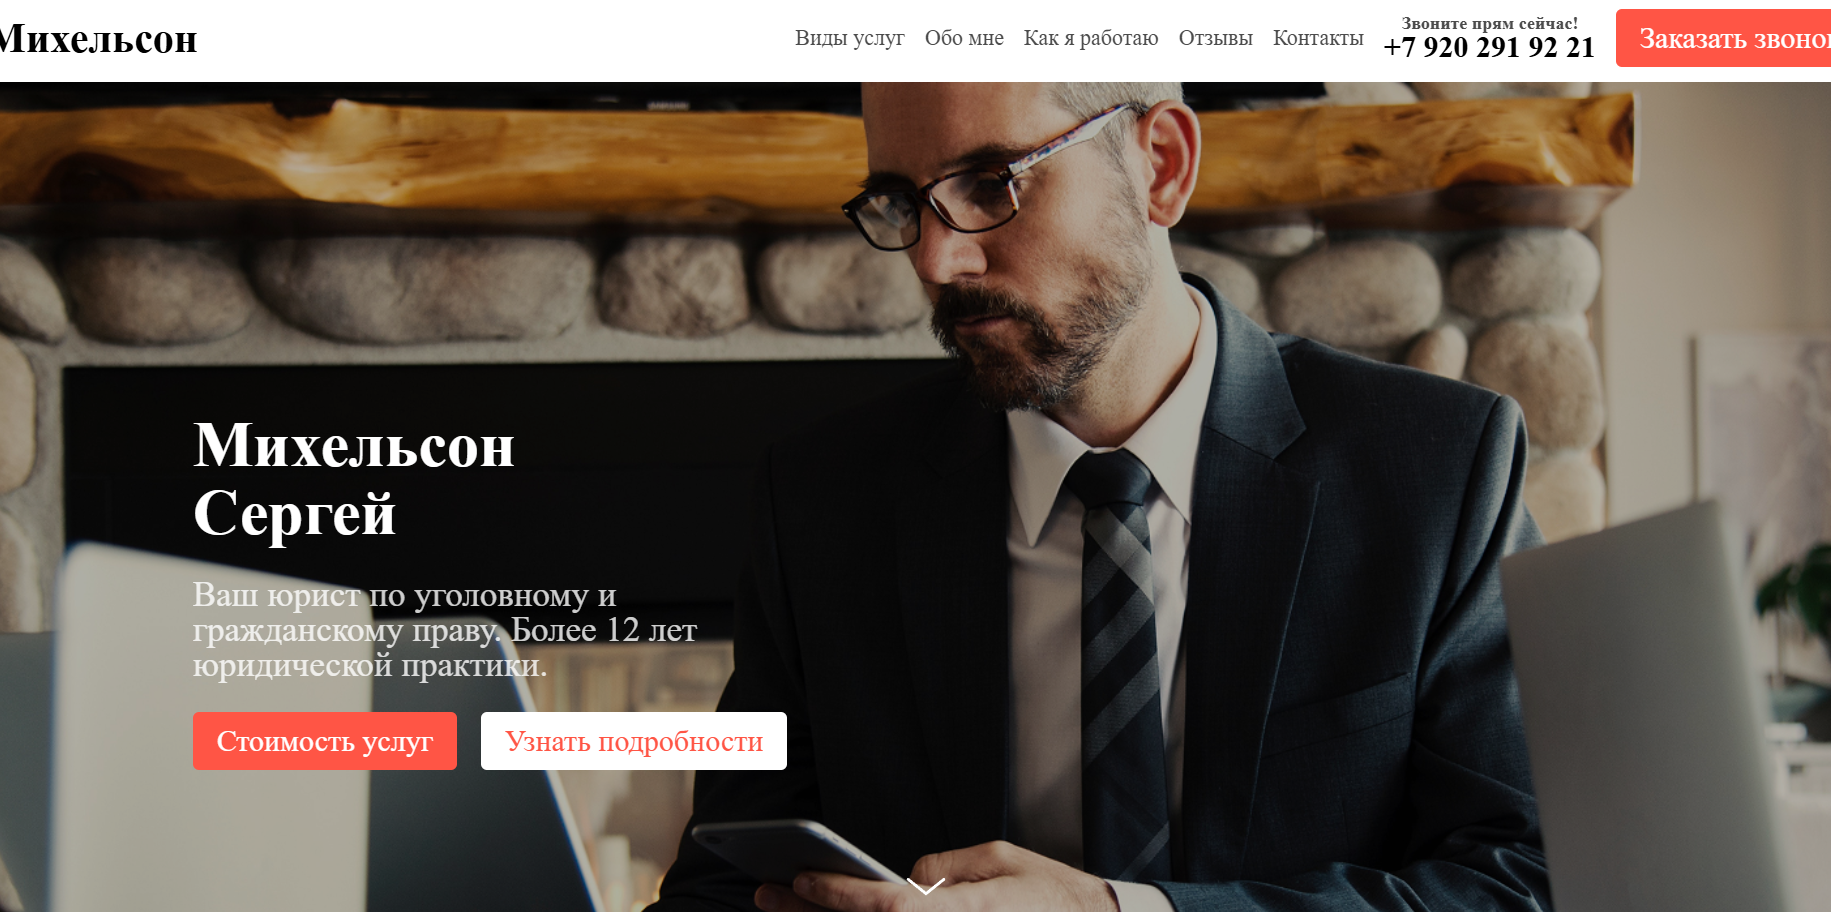 Михельсон
Виды услуг Обо мне Как я работаю Отзывы Контакты
Звоните прям сейчас!
+7 920 291 92 21
Заказать звоно
Михельсон
Сергей
Ваш юрист по уголовному и
гражданскому праву. Более 12 лет
юридической практики.
Стоимость услуг Узнать подробности